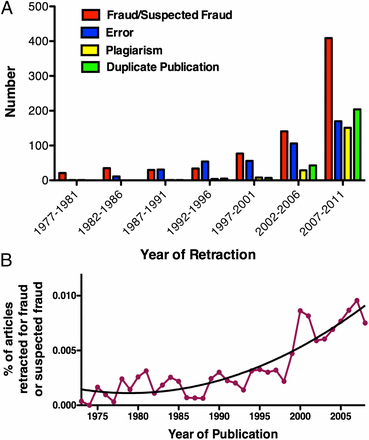 A
Fraud/Suspected Fraud
Error
Plagiarism
Duplicate Publication
Number
500
400
300
200
100
0
1977-1981
1982-1986
1987-1991
1992-1996
1997-2001
2002-2006
2007-2011
Year of Retraction
B
% of articles
retracted for fraud
or suspected fraud
0.010
0.005
0.000
1975
1980
1985
1990
1995
2000
2005
Year of Publication